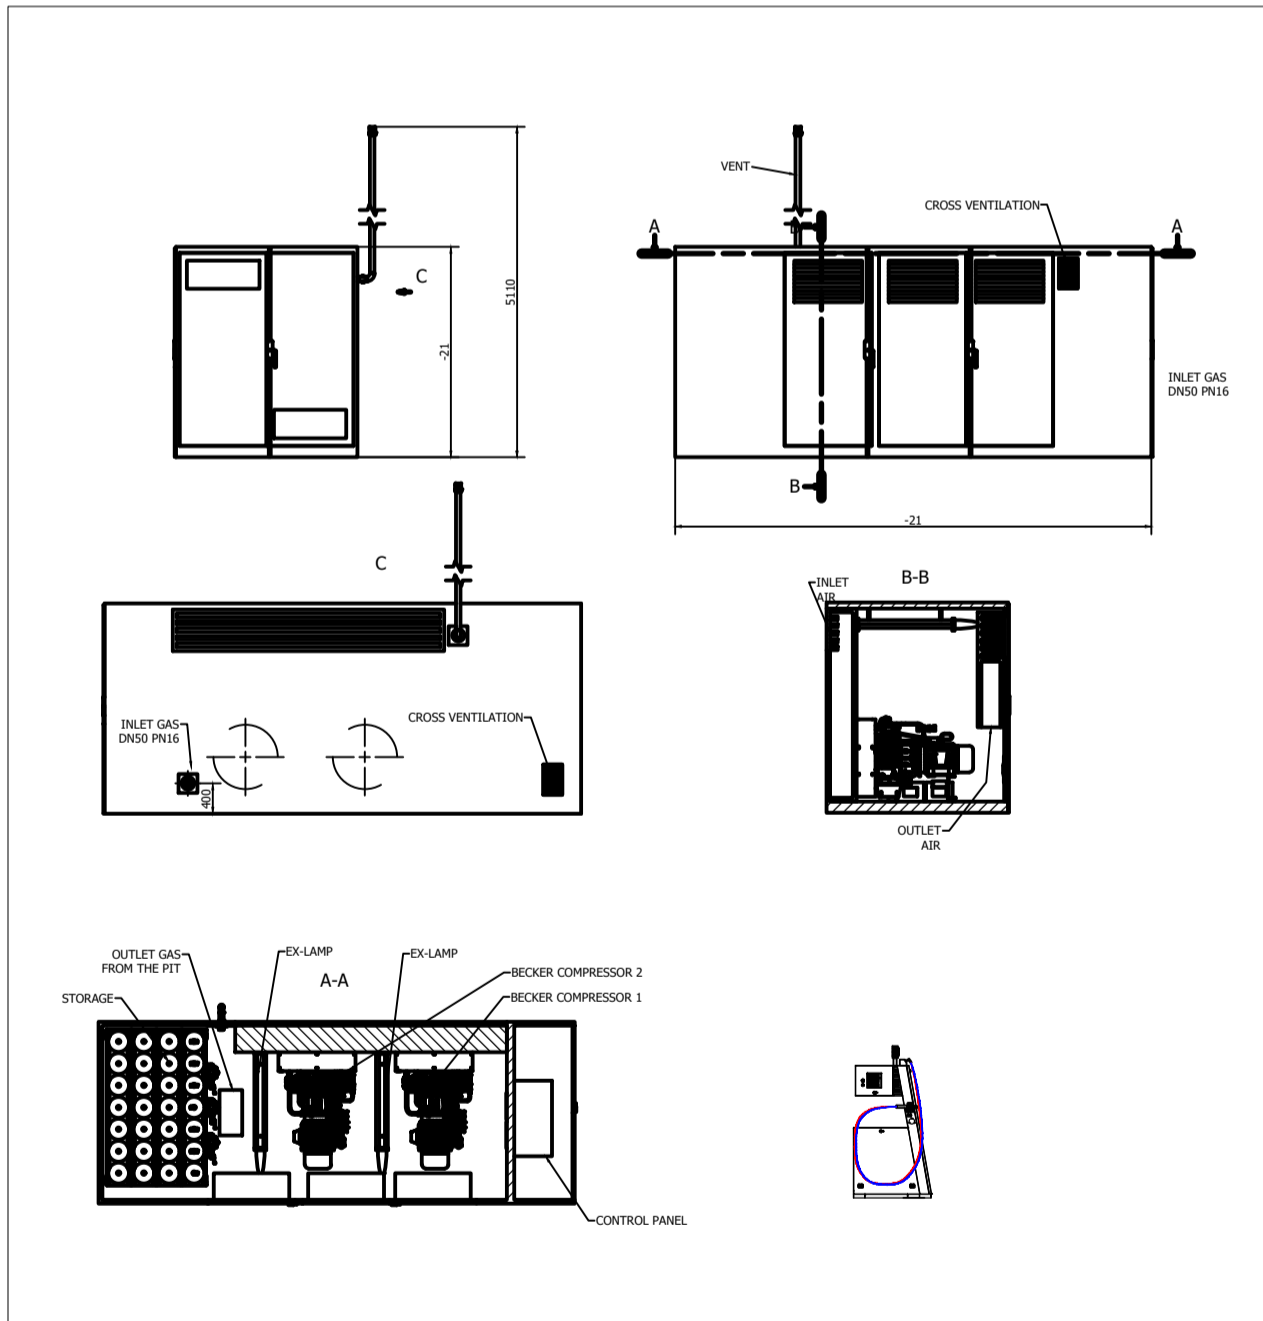 VENT
CROSS VENTILATION
A
A
C
5110
-21
INLET GAS
DN50 PN16
B
-21
C
B-B
INLET
AIR
INLET GAS
DN50 PN16
CROSS VENTILATION
400
OUTLET
AIR
OUTLET GAS
FROM THE PIT
EX-LAMP
EX-LAMP
A-A
BECKER COMPRESSOR 2
STORAGE
BECKER COMPRESSOR 1
CONTROL PANEL